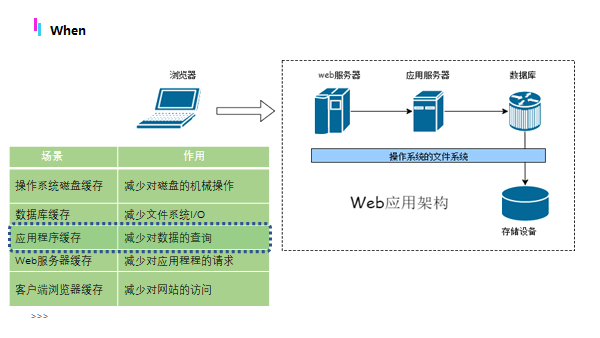 When
浏览器
web服务器
应用服务器
数据库
操作系统的文件系统
Web应用架构
存储设备
场景 作用
操作系统磁盘缓存 减少对磁盘的机械操作
数据库缓存 减少文件系统I/O
应用程序缓存 减少对数据的查询
Web服务器缓存 减少对应用程程的请求
客户端浏览器缓存 减少对网站的访问
>>>